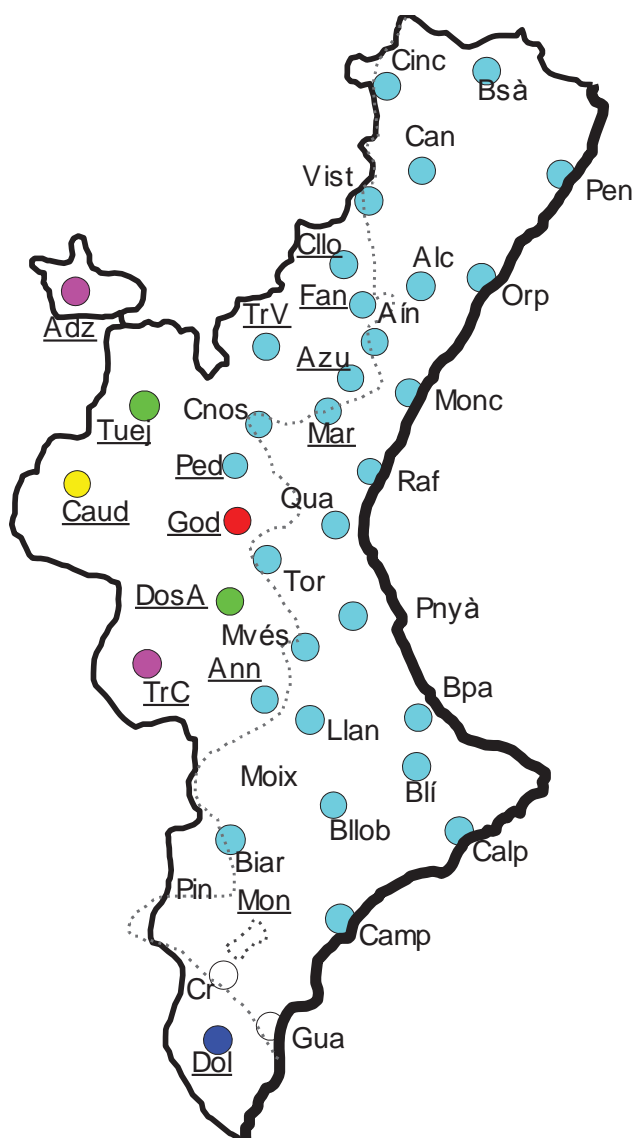 Cinc
Bsà
Can
Pen
Vist
Cllo
Alc
Orp
Fan
Adz
TrV
Aín
Azu
Monc
Cnos
Mar
Tuej
Ped
Raf
Caud
Qua
God
Tor
DosA
Pnyà
Mvés
Ann
TrC
Bpa
Llan
Moix
Blí
Bllob
Calp
Biar
Pin
Mon
Camp
Cr
Gua
Dol